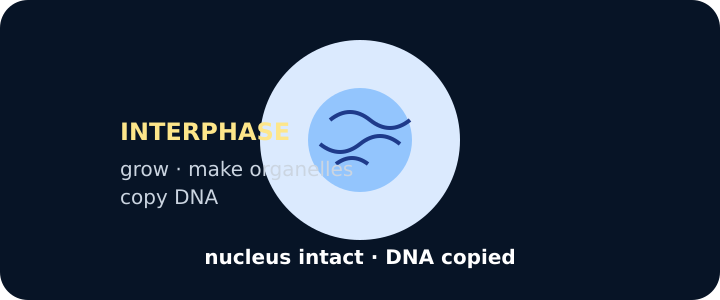 INTERPHASE
grow · make organelles
copy DNA
nucleus intact · DNA copied